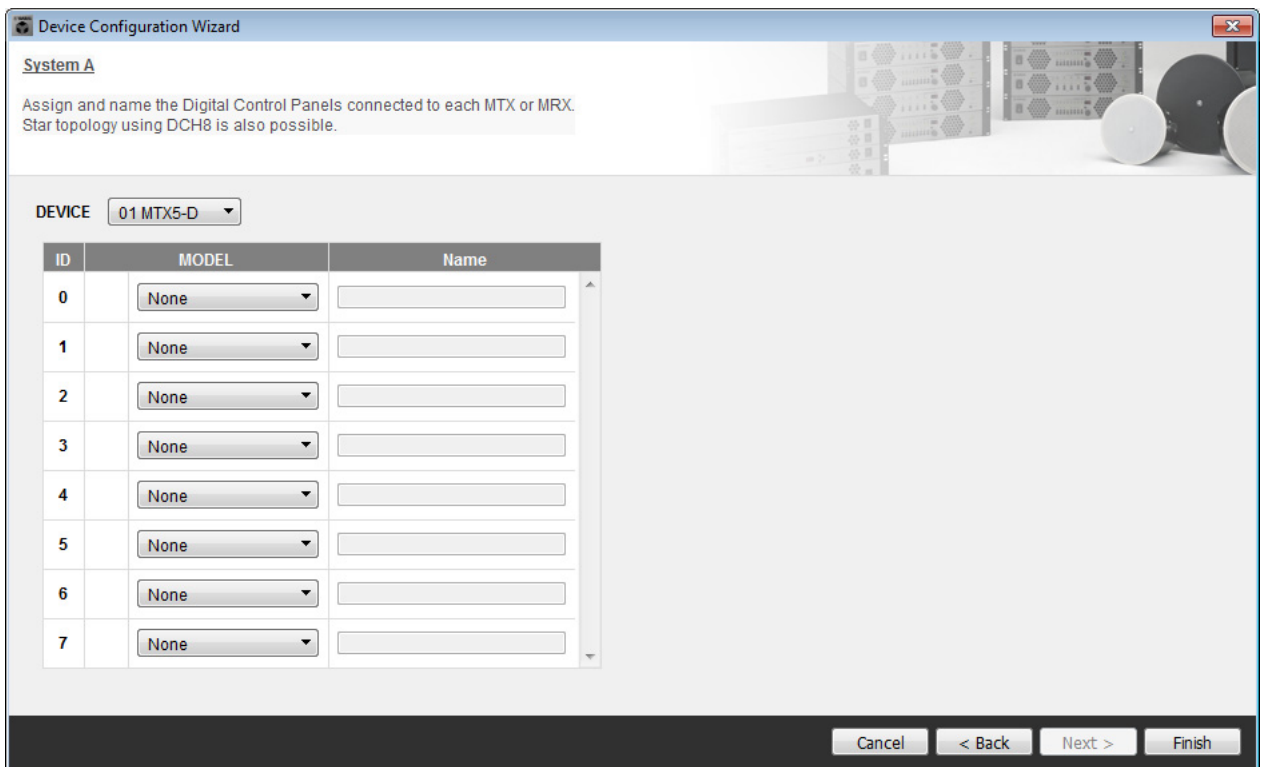 Device Configuration Wizard
System A
Assign and name the Digital Control Panels connected to each MTX or MRX.
Star topology using DCH8 is also possible.
DEVICE 01 MTX5-D
ID MODEL Name
0 None
1 None
2 None
3 None
4 None
5 None
6 None
7 None
Cancel < Back Next > Finish